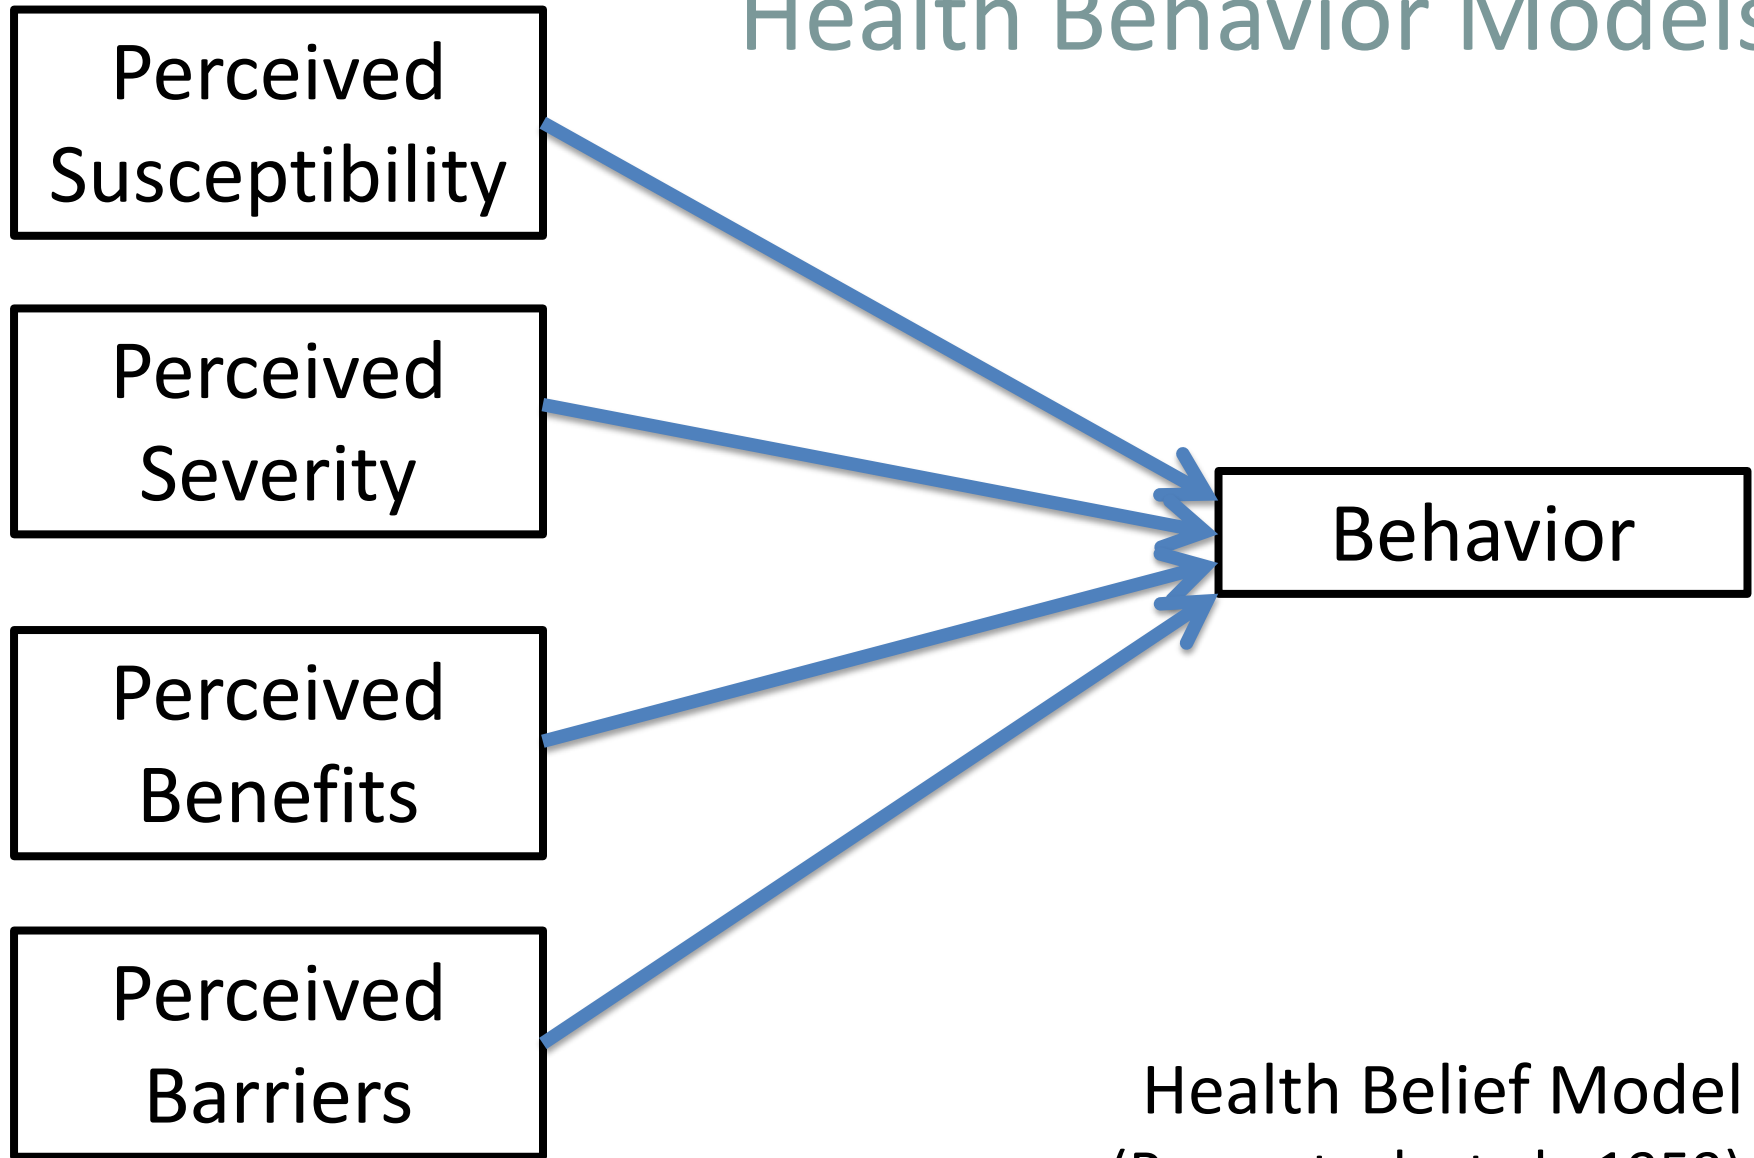 Health Behavior Models
Perceived
Susceptibility
Perceived
Severity
Perceived
Benefits
Perceived
Barriers
Behavior
Health Belief Model